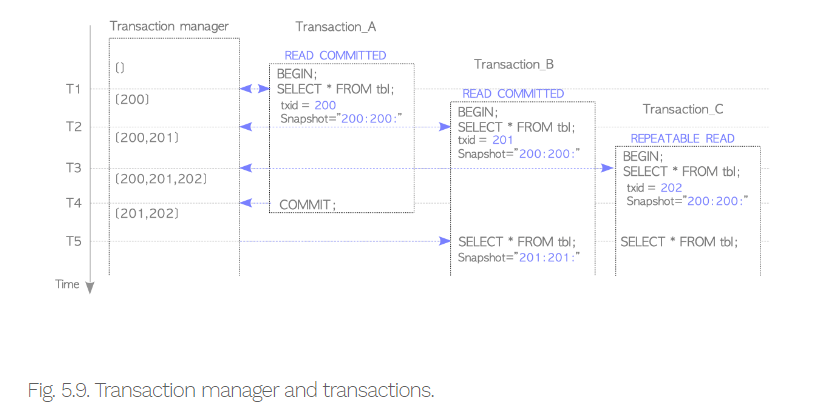 Transaction manager
Transaction_A
READ COMMITTED
Transaction_B
()
BEGIN;
T1
SELECT * FROM tbl;
READ COMMITTED
(200)
txid = 200
Transaction_C
Snapshot="200:200:"
BEGIN;
T2
SELECT * FROM tbl;
(200,201)
txid = 201
REPEATABLE READ
Snapshot="200:200:"
BEGIN;
T3
SELECT * FROM tbl;
(200,201,202)
txid = 202
T4
COMMIT;
Snapshot="200:200:"
(201,202)
T5
SELECT * FROM tbl;
SELECT * FROM tbl;
Snapshot="201:201:"
Time
Fig. 5.9. Transaction manager and transactions.